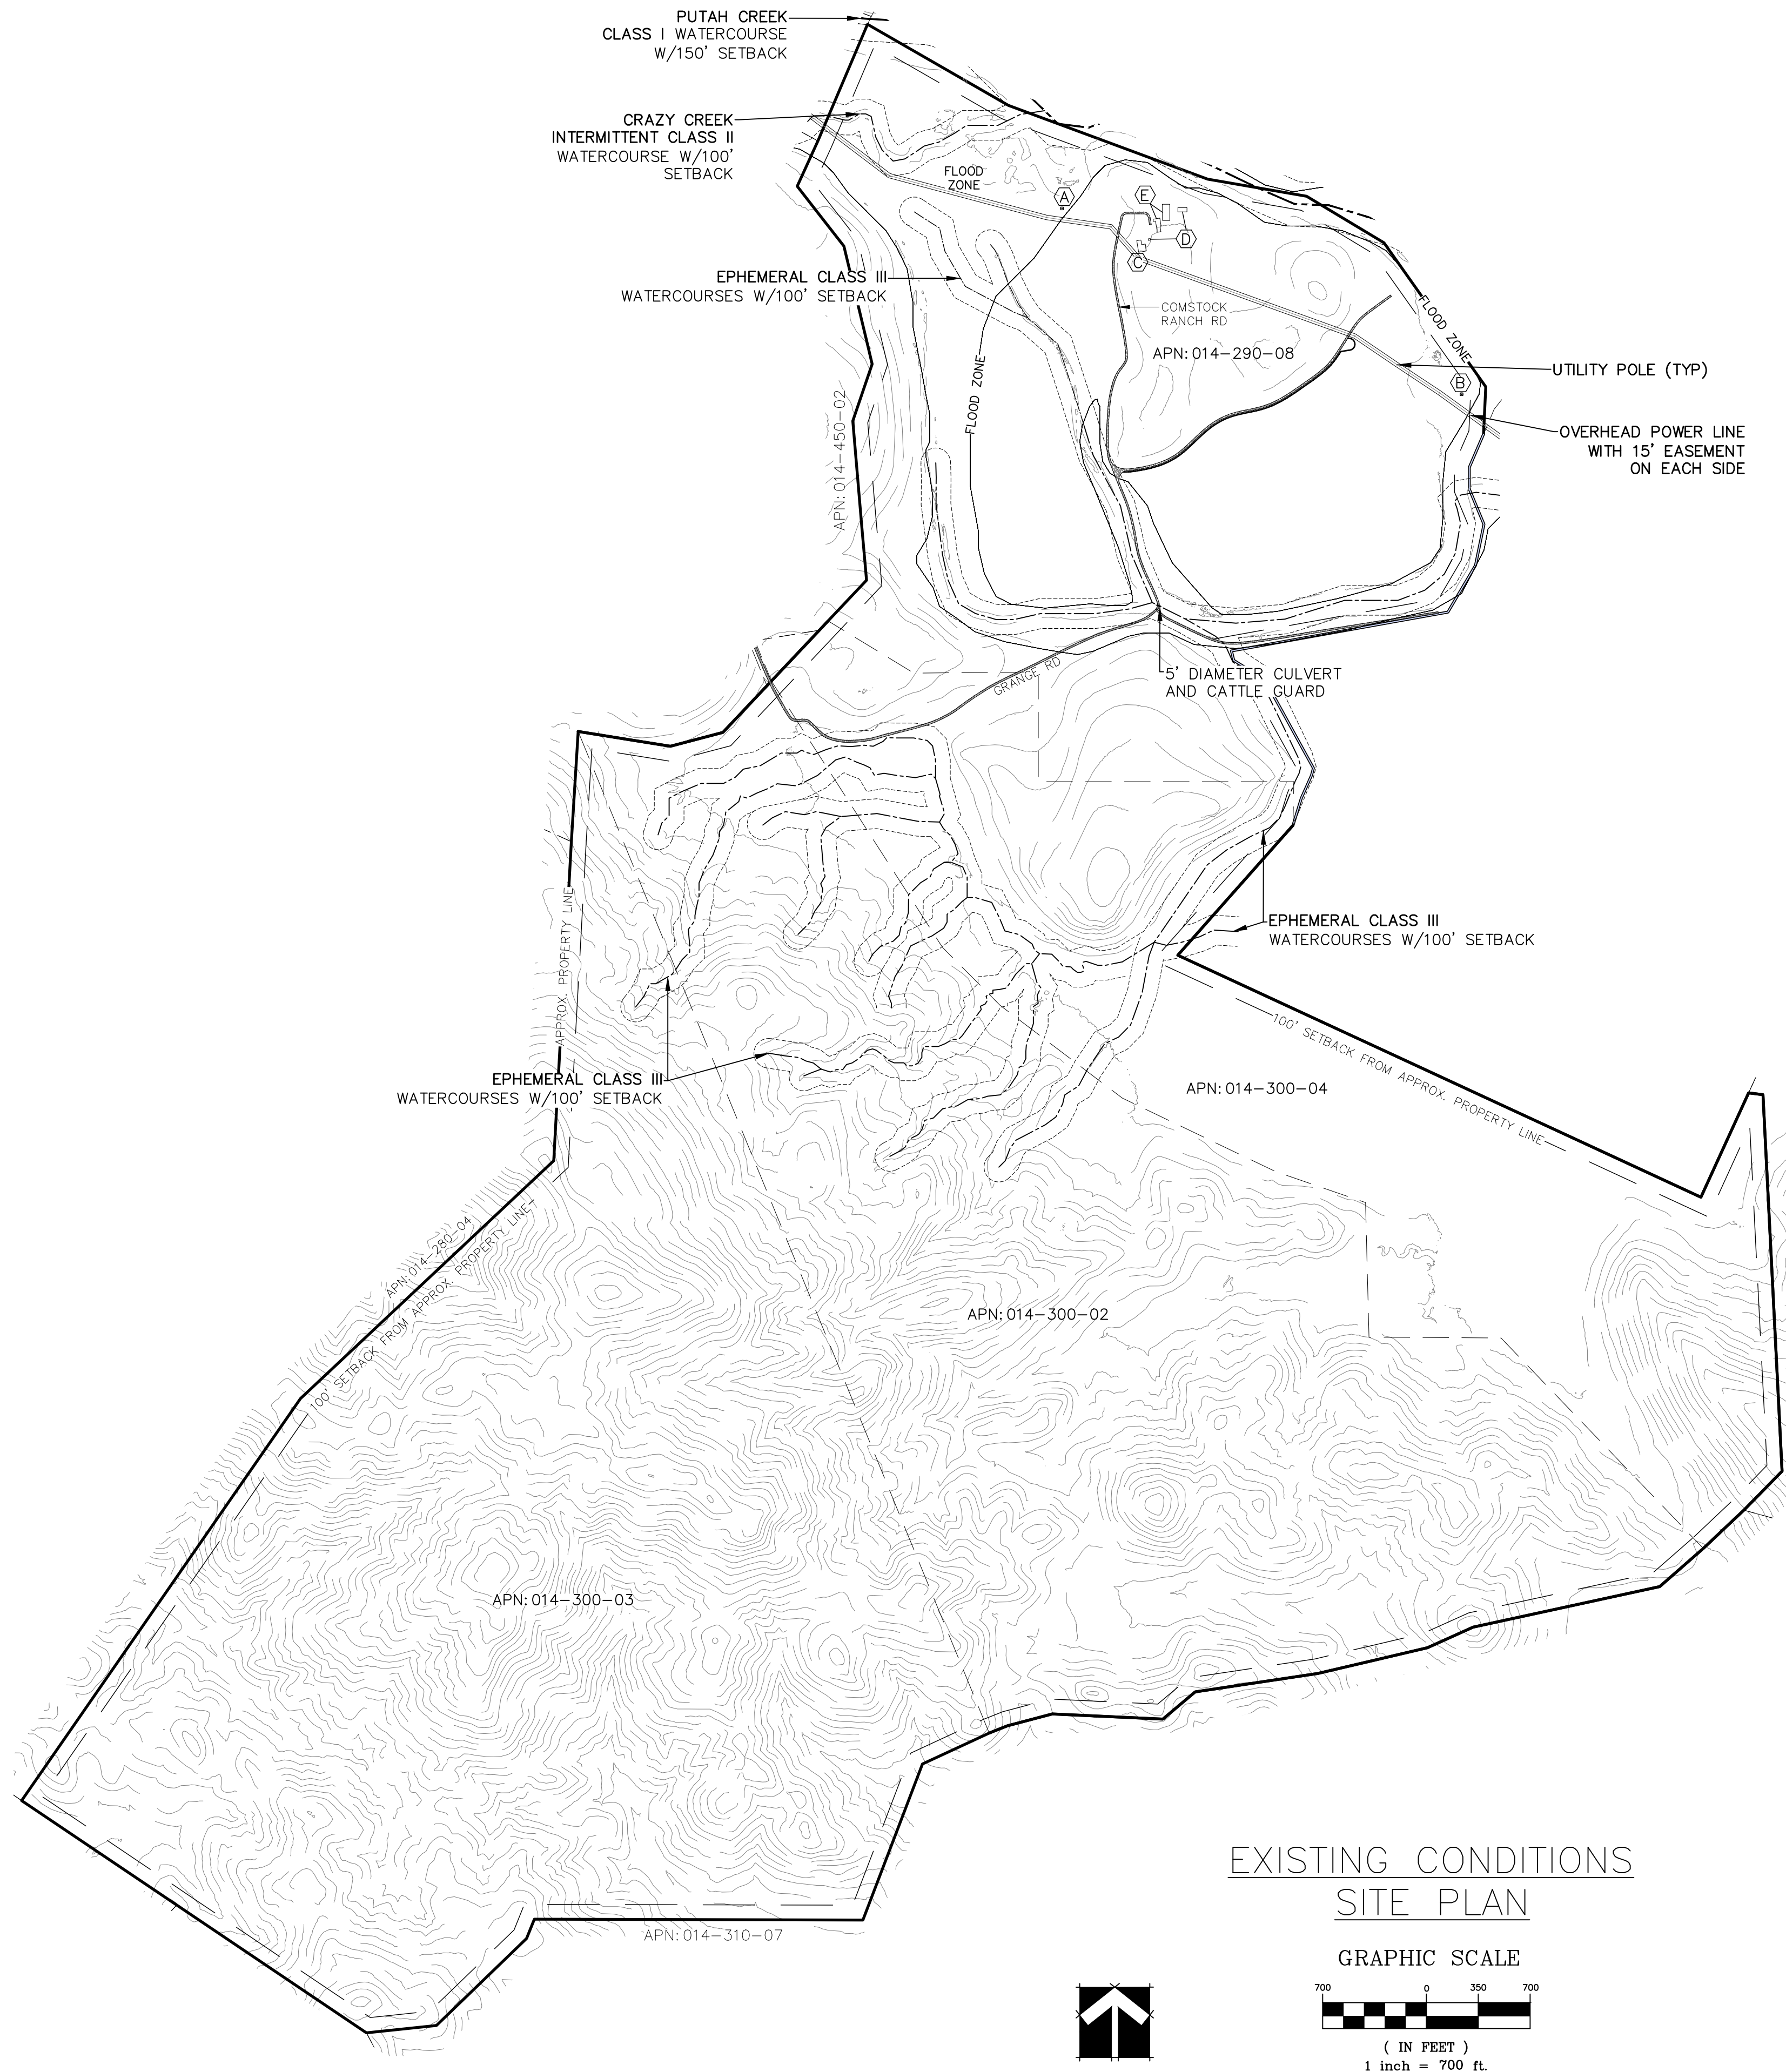 PUTAH CREEK
CLASS I WATERCOURSE
W/150' SETBACK
CRAZY CREEK
INTERMITTENT CLASS II
WATERCOURSE W/100'
SETBACK
FLOOD
ZONE
A
E
D
C
EPHEMERAL CLASS III
WATERCOURSES W/100' SETBACK
COMSTOCK
RANCH RD
FLOOD ZONE
APN: 014-290-08
FLOOD ZONE
B
UTILITY POLE (TYP)
OVERHEAD POWER LINE
WITH 15' EASEMENT
ON EACH SIDE
APN: 014-450-02
GRANGE RD
5' DIAMETER CULVERT
AND CATTLE GUARD
APPROX. PROPERTY LINE
EPHEMERAL CLASS III
WATERCOURSES W/100' SETBACK
100' SETBACK FROM APPROX. PROPERTY LINE
EPHEMERAL CLASS III
WATERCOURSES W/100' SETBACK
APN: 014-300-04
APN: 014-280-04
100' SETBACK FROM APPROX. PROPERTY LINE
APN: 014-300-02
APN: 014-300-03
APN: 014-310-07
EXISTING CONDITIONS
SITE PLAN
GRAPHIC SCALE
700 0 350 700
( IN FEET )
1 inch = 700 ft.